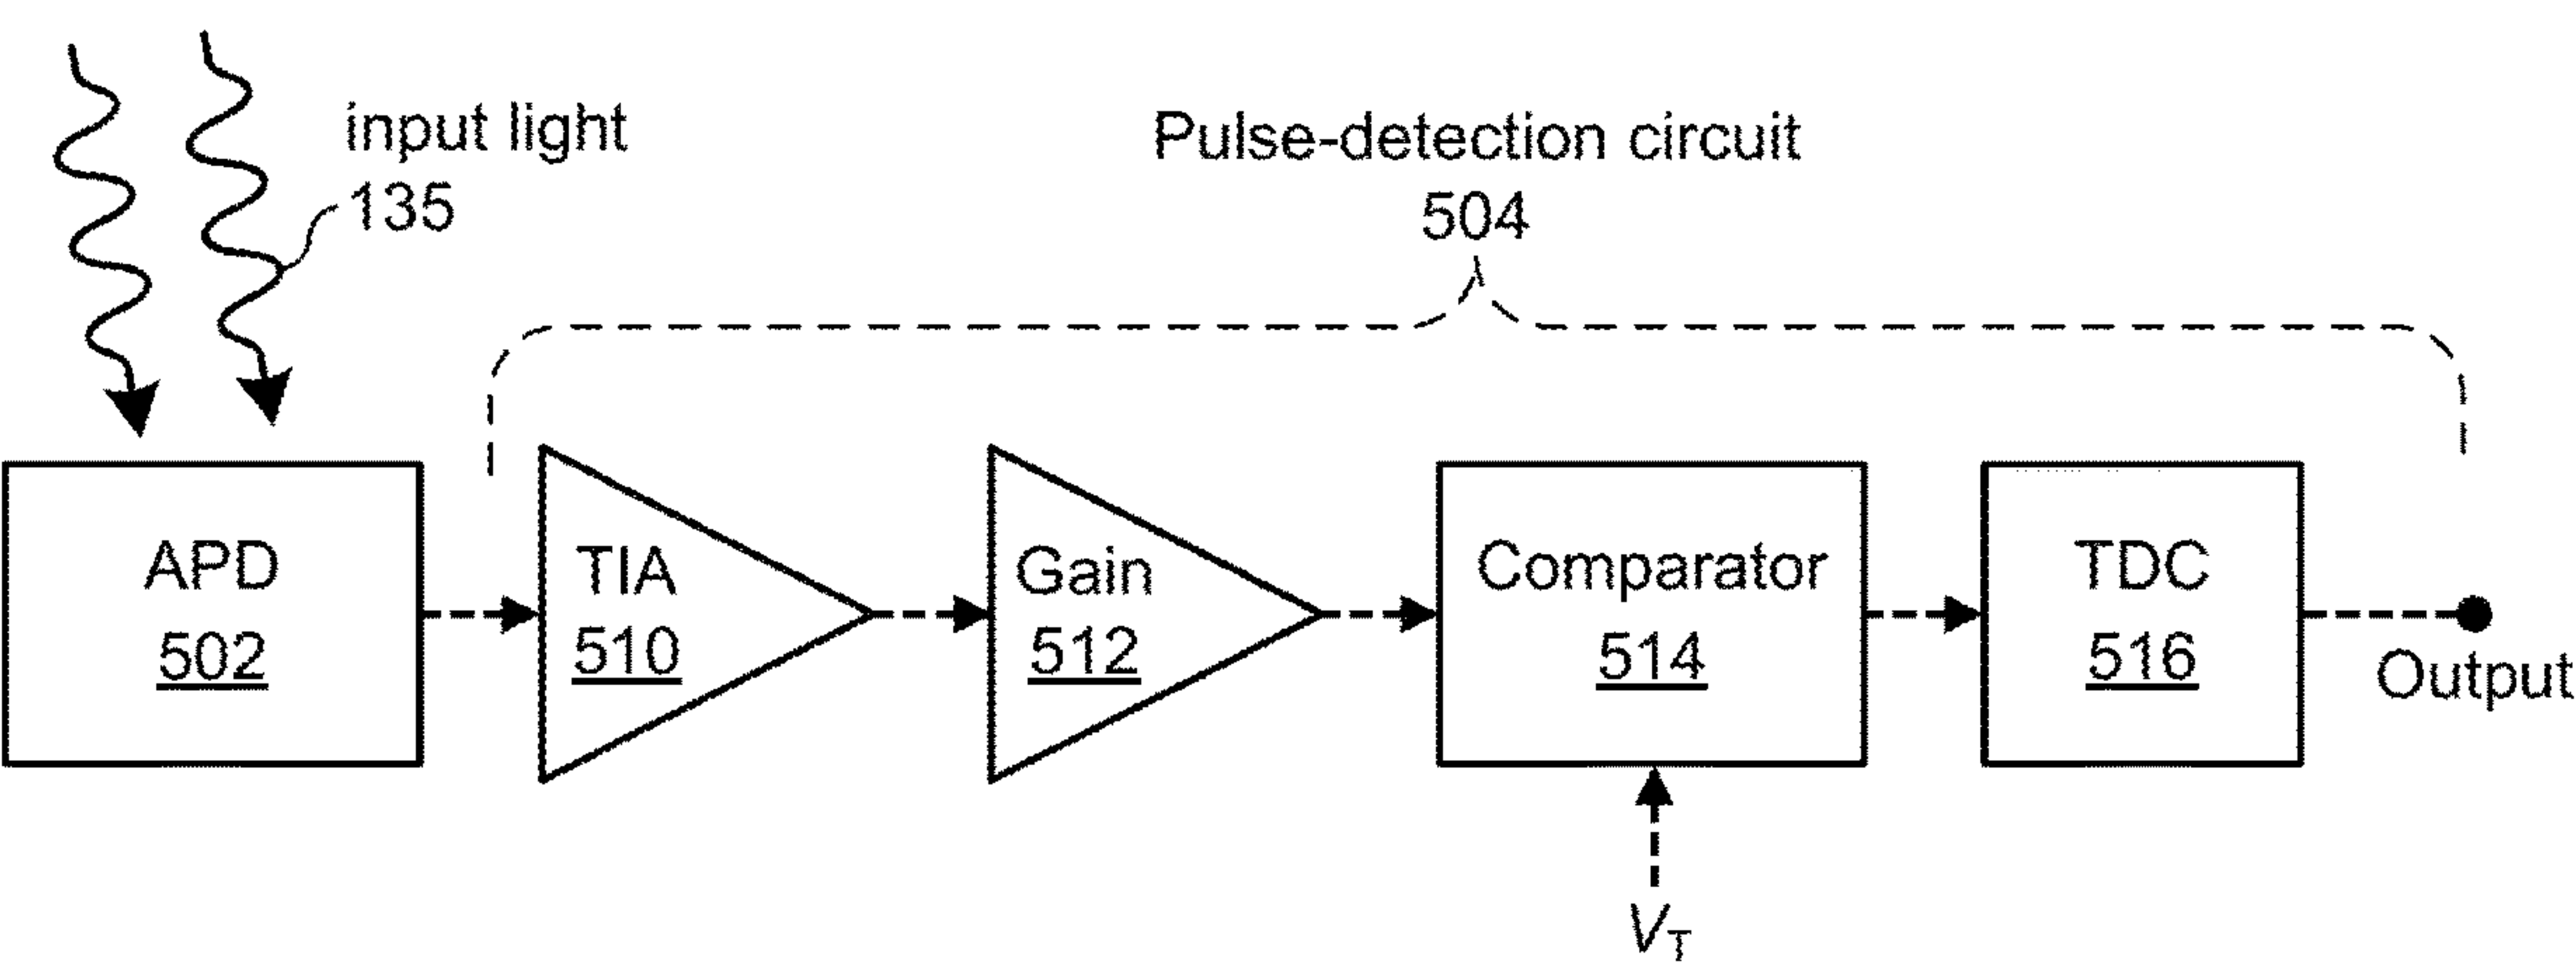 input light
135
Pulse-detection circuit
504
APD
502
TIA
510
Gain
512
Comparator
514
TDC
516
Output
VT